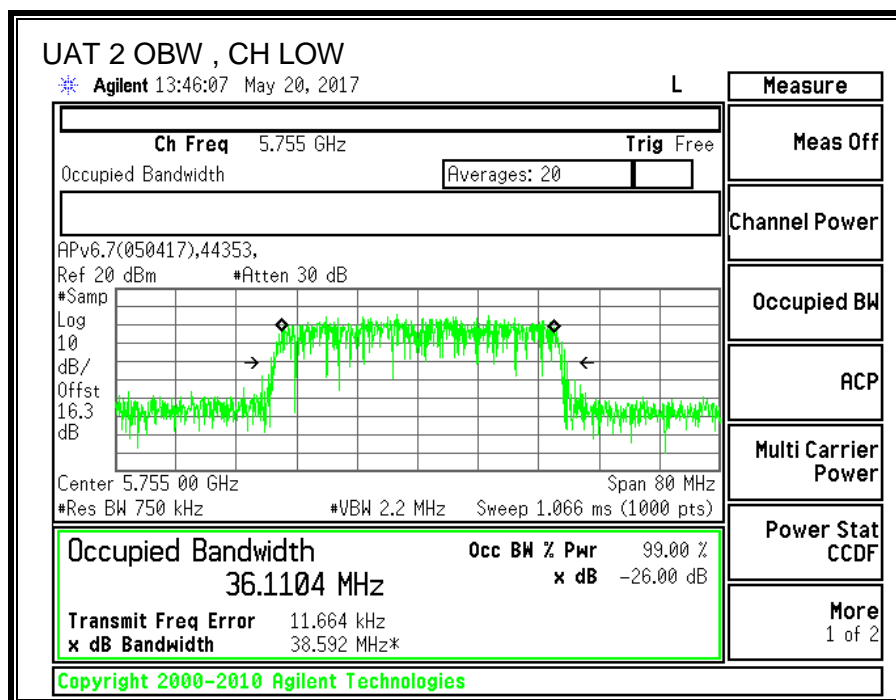 UAT 2 OBW , CH LOW
Agilent 13:46:07 May 20, 2017 L
Measure
Ch Freq 5.755 GHz Trig Free
Meas Off
Occupied Bandwidth Averages: 20
Channel Power
APv6.7(050417),44353,
Ref 20 dBm #Atten 30 dB
#Samp
Log
10
dB/
Offst
16.3
dB
Occupied BW
ACP
Multi Carrier
Power
Center 5.755 00 GHz Span 80 MHz
#Res BW 750 kHz #VBW 2.2 MHz Sweep 1.066 ms (1000 pts)
Power Stat
CCDF
Occupied Bandwidth Occ BW % Pwr 99.00 %
36.1104 MHz x dB -26.00 dB
Transmit Freq Error 11.664 kHz
x dB Bandwidth 38.592 MHz*
More
1 of 2
Copyright 2000-2010 Agilent Technologies